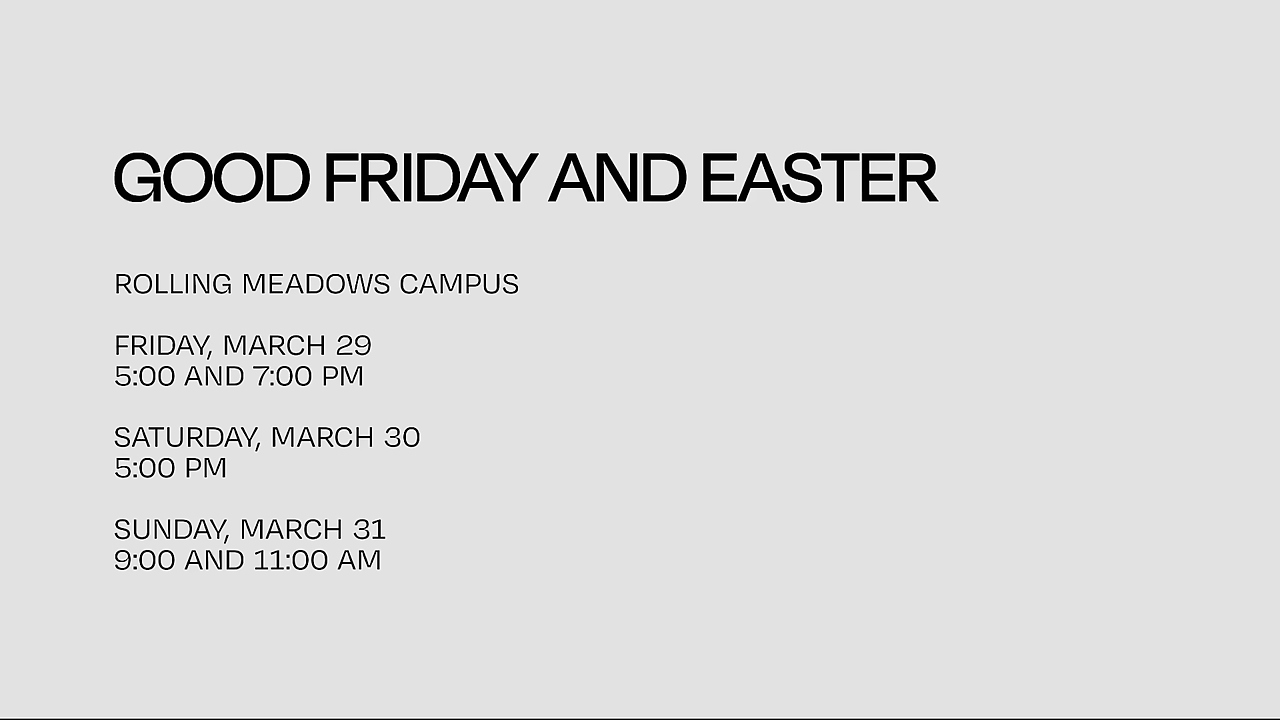 GOOD FRIDAY AND EASTER
ROLLING MEADOWS CAMPUS
FRIDAY, MARCH 29
5:00 AND 7:00 PM
SATURDAY, MARCH 30
5:00 PM
SUNDAY, MARCH 31
9:00 AND 11:00 AM